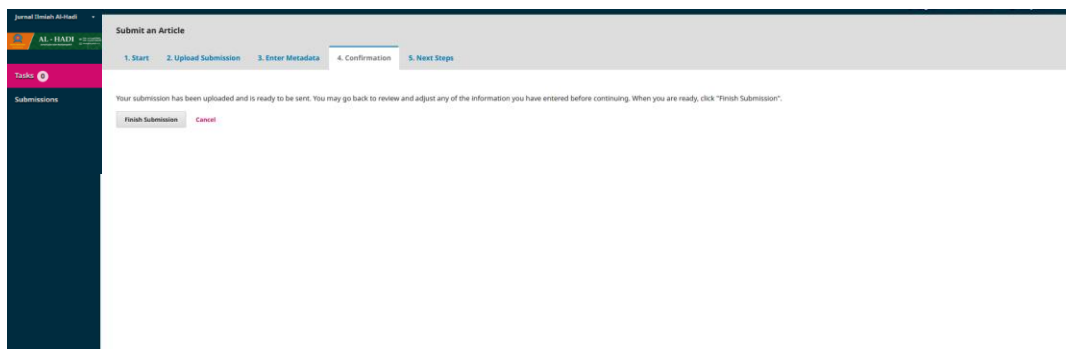 Jurnal Ilmiah Al-Hadi
AL - HADI
Submit an Article
1. Start 2. Upload Submission 3. Enter Metadata 4. Confirmation 5. Next Steps
Tasks 0
Submissions
Your submission has been uploaded and is ready to be sent. You may go back to review and adjust any of the information you have entered before continuing. When you are ready, click "Finish Submission".
Finish Submission Cancel